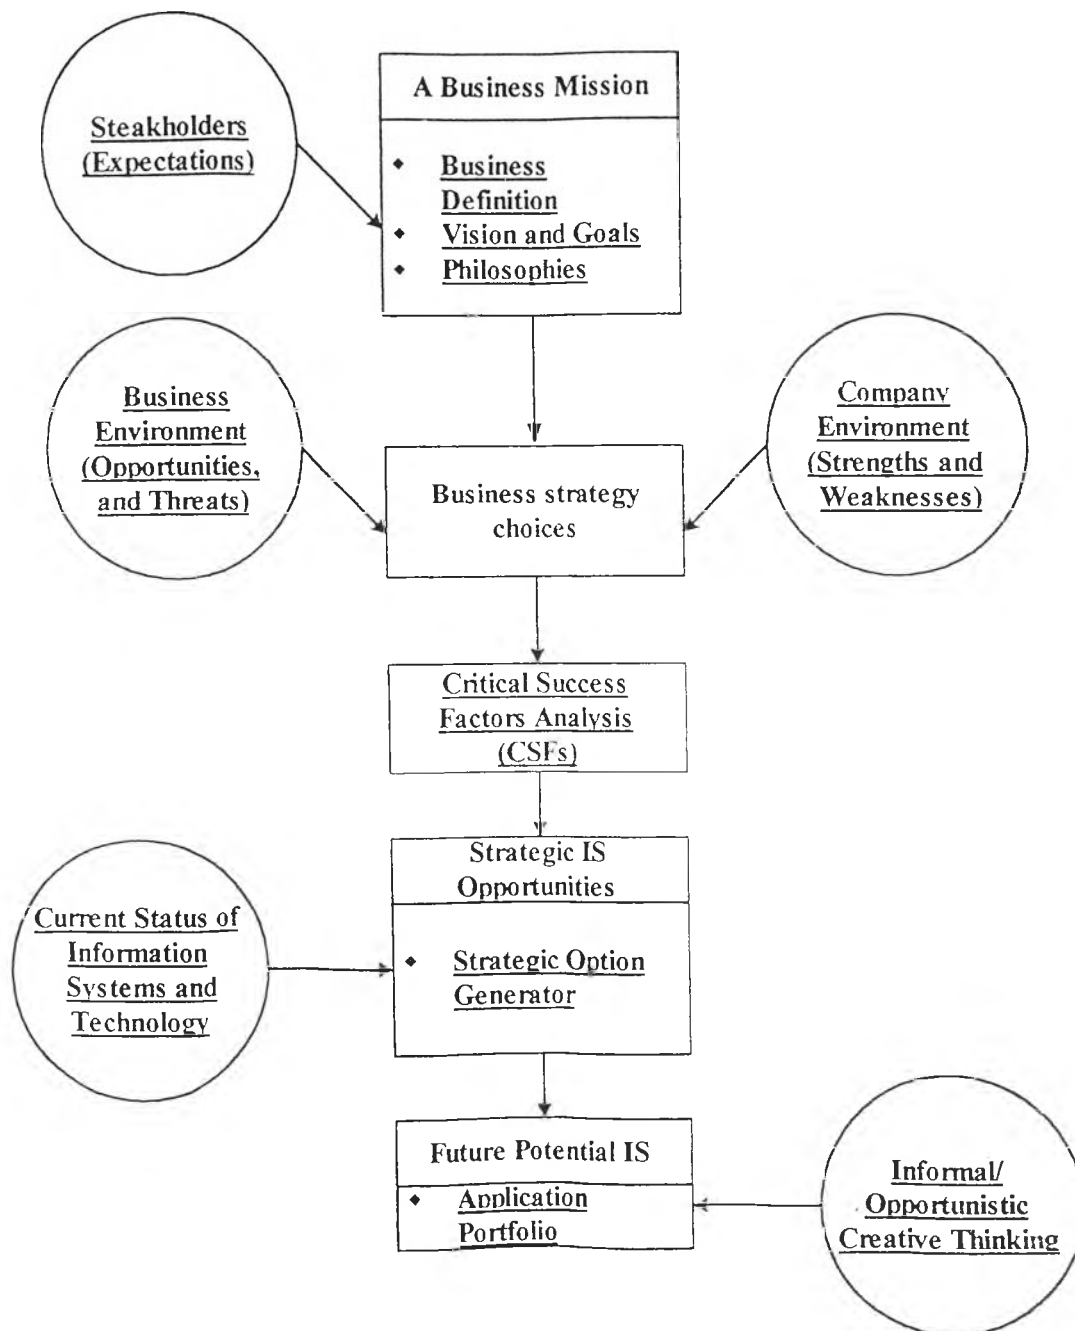 A Business Mission
Steakholders
(Expectations)
Business
Definition
Vision and Goals
Philosophies
Business
Environment
(Opportunities,
and Threats)
Company
Environment
(Strengths and
Weaknesses)
Business strategy
choices
Critical Success
Factors Analysis
(CSFs)
Strategic IS
Opportunities
Current Status of
Information
Systems and
Technology
Strategic Option
Generator
Future Potential IS
Application
Portfolio
Informal/
Opportunistic
Creative Thinking